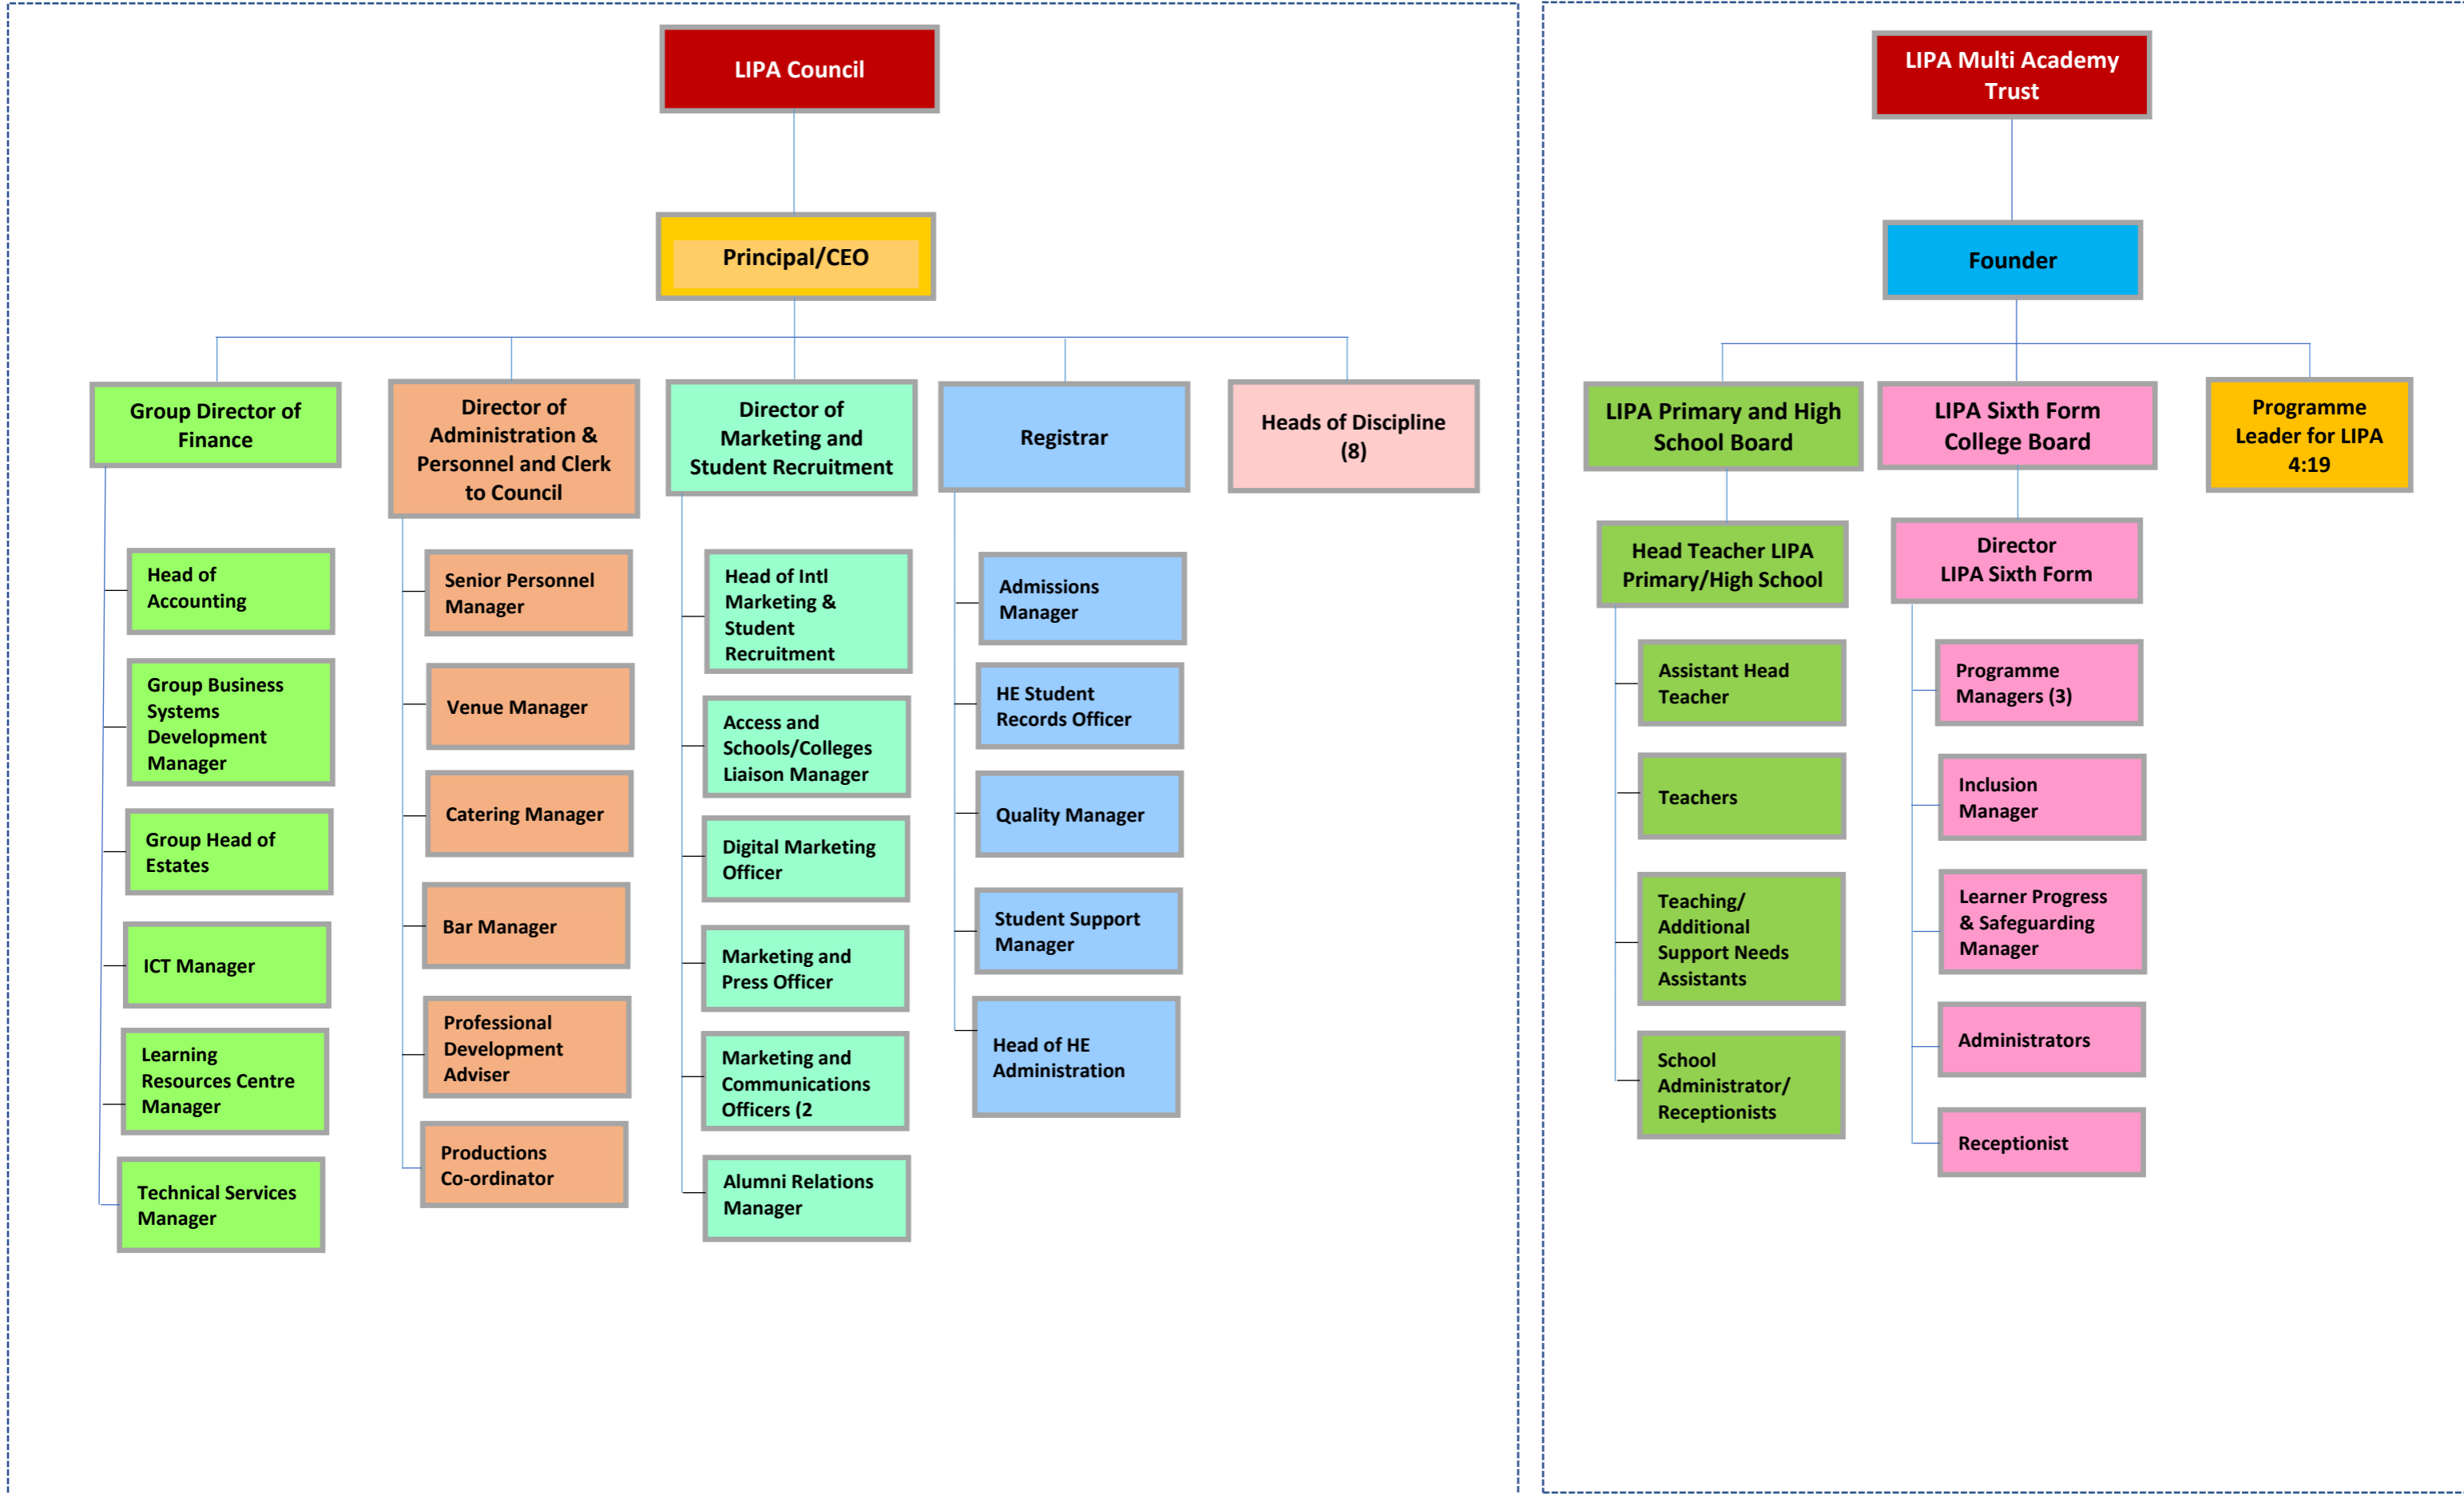 LIPA Council
Principal/CEO
Group Director of
Finance
Head of
Accounting
Group Business
Systems
Development
Manager
Group Head of
Estates
ICT Manager
Learning
Resources Centre
Manager
Technical Services
Manager
Director of
Administration &
Personnel and Clerk
to Council
Senior Personnel
Manager
Venue Manager
Catering Manager
Bar Manager
Professional
Development
Adviser
Productions
Co-ordinator
Director of
Marketing and
Student Recruitment
Head of Intl
Marketing &
Student
Recruitment
Access and
Schools/Colleges
Liaison Manager
Digital Marketing
Officer
Marketing and
Press Officer
Marketing and
Communications
Officers (2
Alumni Relations
Manager
Registrar
Admissions
Manager
HE Student
Records Officer
Quality Manager
Student Support
Manager
Head of HE
Administration
Heads of Discipline
(8)
LIPA Multi Academy
Trust
Founder
LIPA Primary and High
School Board
Head Teacher LIPA
Primary/High School
Assistant Head
Teacher
Teachers
Teaching/
Additional
Support Needs
Assistants
School
Administrator/
Receptionists
LIPA Sixth Form
College Board
Director
LIPA Sixth Form
Programme
Managers (3)
Inclusion
Manager
Learner Progress
& Safeguarding
Manager
Administrators
Receptionist
Programme
Leader for LIPA
4:19